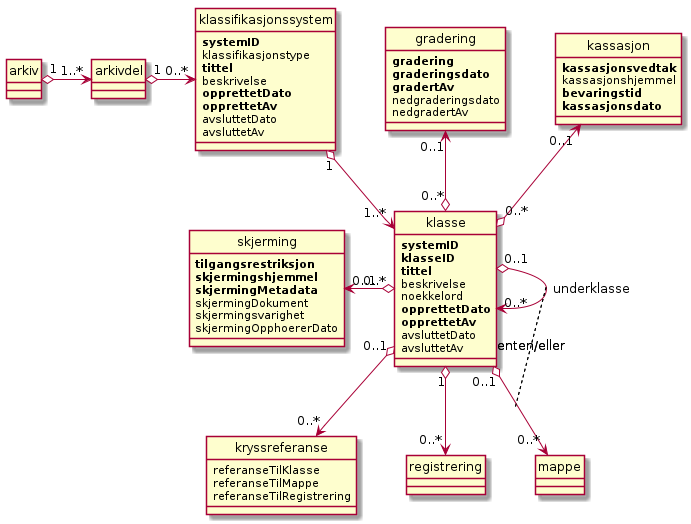 arkiv
1
1..*
arkivdel
1
0..*
klassifikasjonssystem
systemID
klassifikasjonstype
tittel
beskrivelse
opprettetDato
opprettetAv
avsluttetDato
avsluttetAv
gradering
gradering
graderingsdato
gradertAv
nedgraderingsdato
nedgradertAv
kassasjon
kassasjonsvedtak
kassasjonshjemmel
bevaringstid
kassasjonsdato
1
1..*
0..1
0..*
0..1
0..*
klasse
systemID
klasseID
tittel
beskrivelse
noekkelord
opprettetDato
opprettetAv
avsluttetDato
avsluttetAv
skjerming
tilgangsrestriksjon
skjermingshjemmel
skjermingMetadata
skjermingDokument
skjermingsvarighet
skjermingOpphoererDato
0..1
0..*
underklasse
enten/eller
0..1
0..*
1
0..*
0..1
0..*
kryssreferanse
referanseTilKlasse
referanseTilMappe
referanseTilRegistrering
registrering
mappe